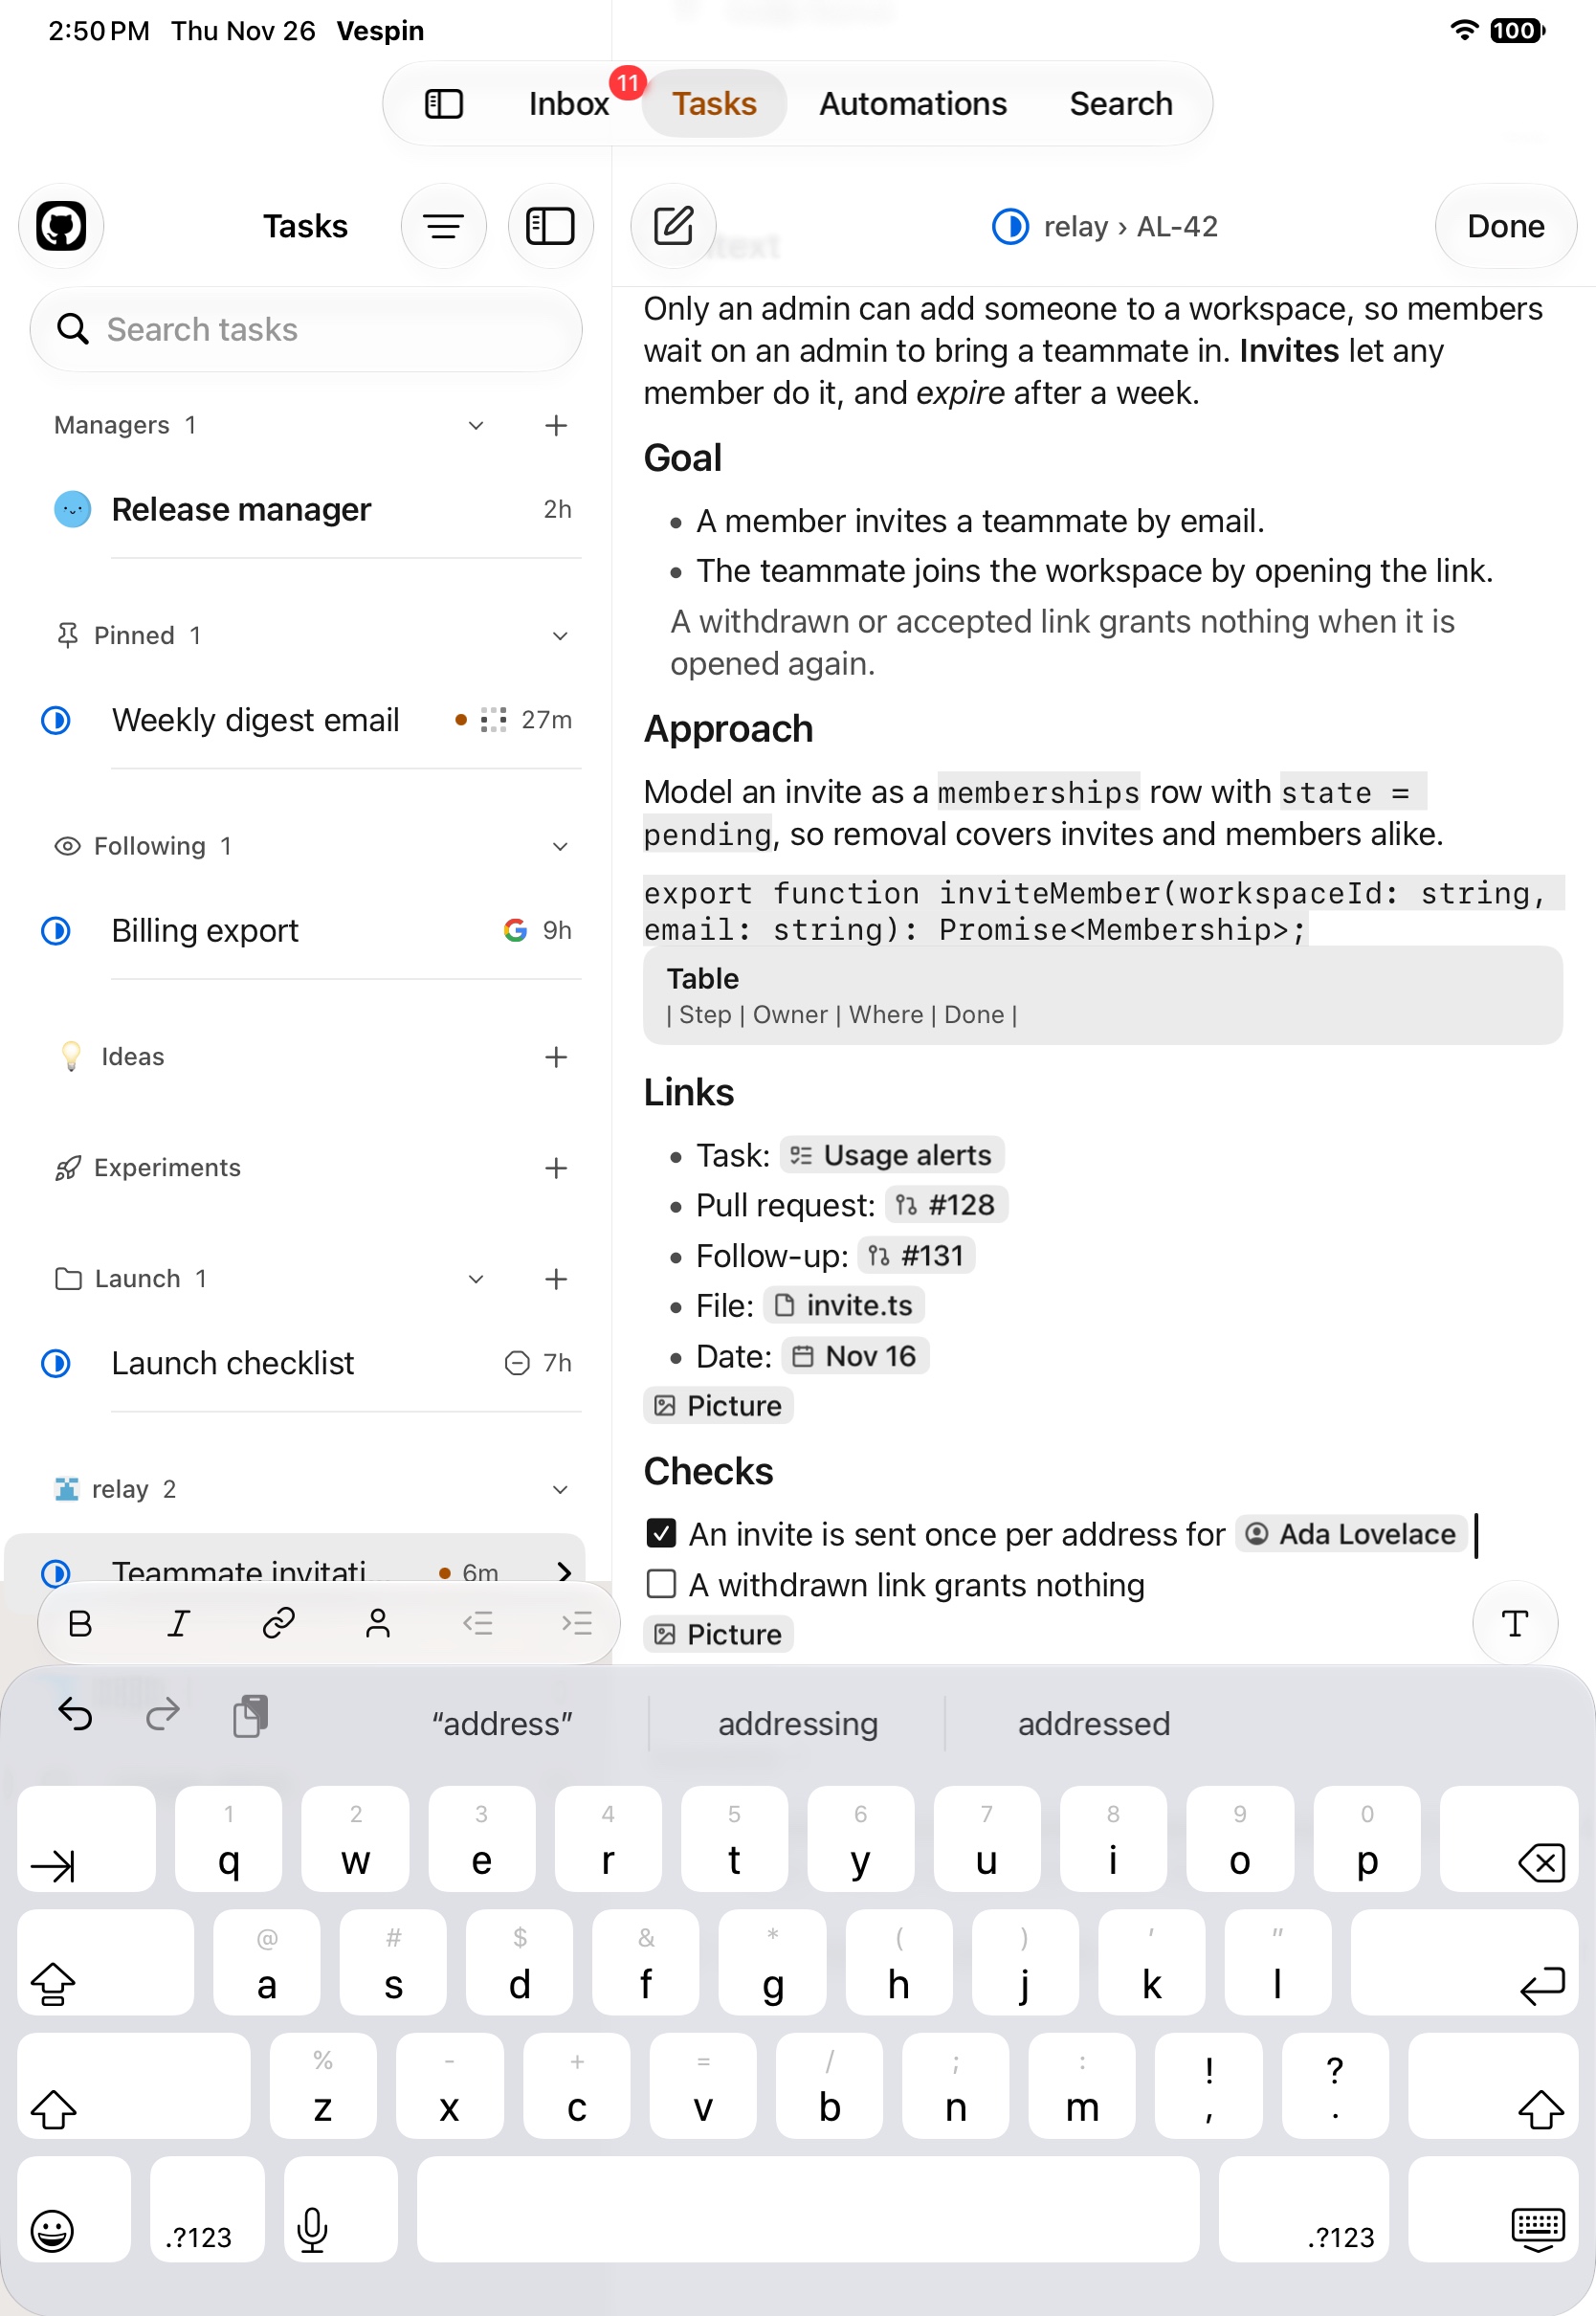 2:50 PM Thu Nov 26 Vespin
100
Inbox 11 Tasks Automations Search
Tasks
relay › AL-42
Done
Search tasks
Managers 1
Release manager 2h
Pinned 1
Weekly digest email 27m
Following 1
Billing export 9h
Ideas
Experiments
Launch 1
Launch checklist 7h
relay 2
Teammate invitati... 6m
Only an admin can add someone to a workspace, so members
wait on an admin to bring a teammate in. Invites let any
member do it, and expire after a week.
Goal
• A member invites a teammate by email.
• The teammate joins the workspace by opening the link.
A withdrawn or accepted link grants nothing when it is
opened again.
Approach
Model an invite as a memberships row with state =
pending, so removal covers invites and members alike.
export function inviteMember(workspaceId: string,
email: string): Promise<Membership>;
Table
| Step | Owner | Where | Done |
Links
• Task: Usage alerts
• Pull request: #128
• Follow-up: #131
• File: invite.ts
• Date: Nov 16
Picture
Checks
An invite is sent once per address for Ada Lovelace
A withdrawn link grants nothing
Picture
B I T
“address” addressing addressed
1 2 3 4 5 6 7 8 9 0
q w e r t y u i o p
@ # $ & * ( ) ' "
a s d f g h j k l
% - + = / ; : ! ?
z x c v b n m , .
.?123 .?123